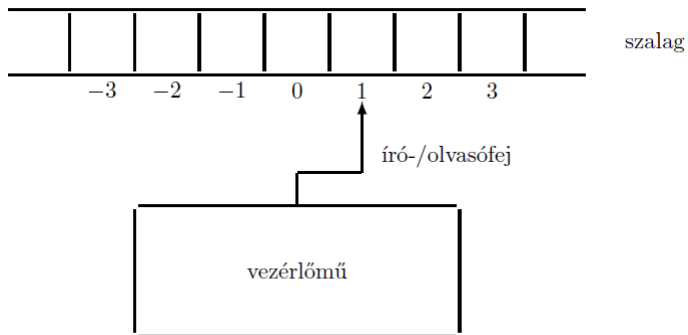 szalag
−3 −2 −1 0 1 2 3
író-/olvasófej
vezérlőmű